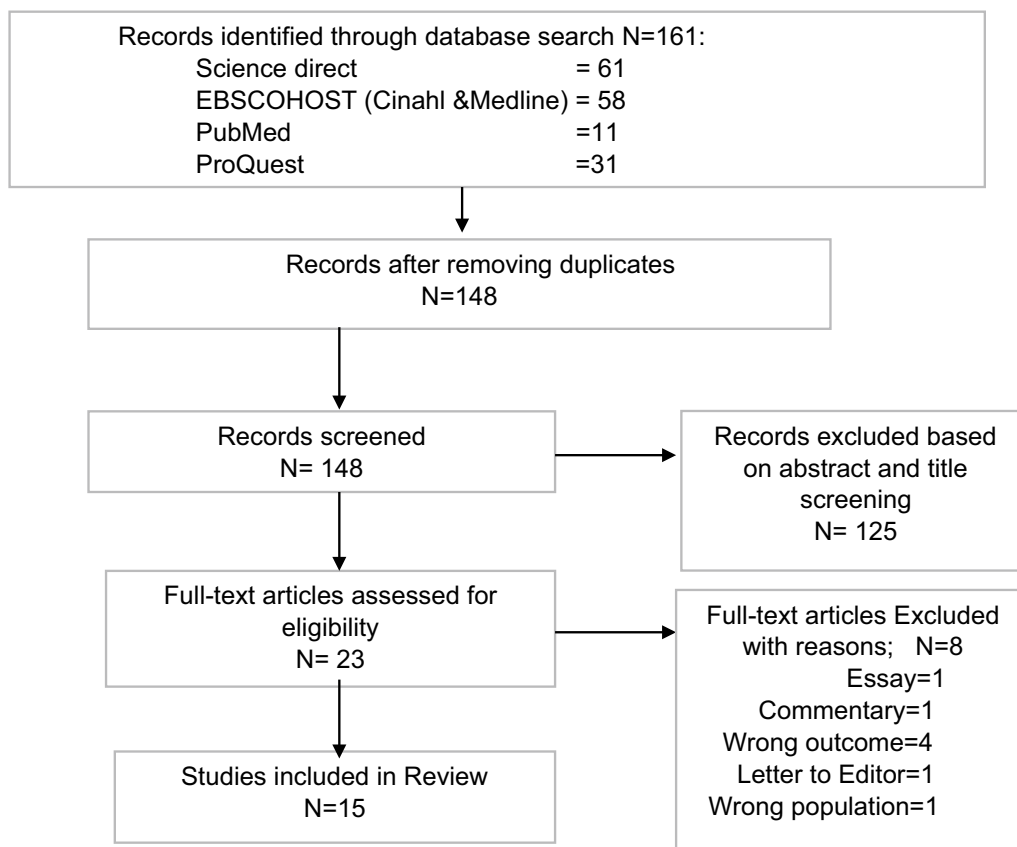 Records identified through database search N=161:
Science direct = 61
EBSCOHOST (Cinahl &Medline) = 58
PubMed =11
ProQuest =31
Records after removing duplicates
N=148
Records screened
N= 148
Records excluded based
on abstract and title
screening
N= 125
Full-text articles assessed for
eligibility
N= 23
Full-text articles Excluded
with reasons; N=8
Essay=1
Commentary=1
Wrong outcome=4
Letter to Editor=1
Wrong population=1
Studies included in Review
N=15